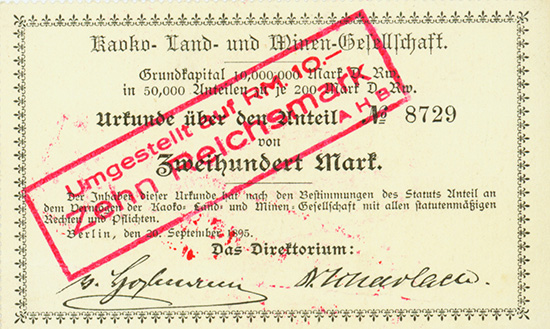 Kaoko- Land- und Minen-Gesellschaft.
Grundkapital 10,000,000 Mark D. Rw.
in 50,000 Anteilen zu je 200 Mark D. Rw.
Urkunde über den Anteil № 8729
von
Zweihundert Mark.
Umgestellt auf RM 10.—
Zehn Reichsmark
A H B
Der Inhaber dieser Urkunde hat nach den Bestimmungen des Statuts Anteil an
dem Vermögen der Kaoko- Land- und Minen-Gesellschaft mit allen statutenmäßigen
Rechten und Pflichten.
Berlin, den 20. September 1895.
Das Direktorium: